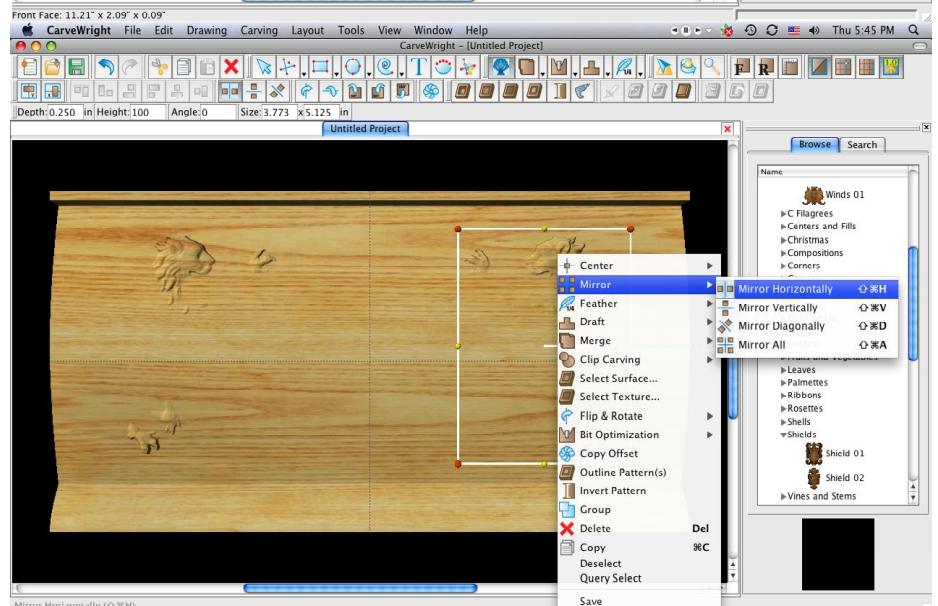 Front Face: 11.21" x 2.09" x 0.09"
CarveWright File Edit Drawing Carving Layout Tools View Window Help Thu 5:45 PM
CarveWright - [Untitled Project]
Depth: 0.250 in Height: 100 Angle: 0 Size: 3.773 x 5.125 in
Untitled Project
Browse Search
Name
Winds 01
C Filagrees
Centers and Fills
Christmas
Compositions
Corners
Center
Mirror
Feather
Draft
Merge
Clip Carving
Select Surface...
Select Texture...
Flip & Rotate
Bit Optimization
Copy Offset
Outline Pattern(s)
Invert Pattern
Group
Delete Del
Copy ⌘C
Deselect
Query Select
Save
Mirror Horizontally ⇧⌘H
Mirror Vertically ⇧⌘V
Mirror Diagonally ⇧⌘D
Mirror All ⇧⌘A
Fruits and Vegetables
Leaves
Palmettes
Ribbons
Rosettes
Shells
Shields
Shield 01
Shield 02
Vines and Stems
Mirror Horizontally (⇧⌘H)